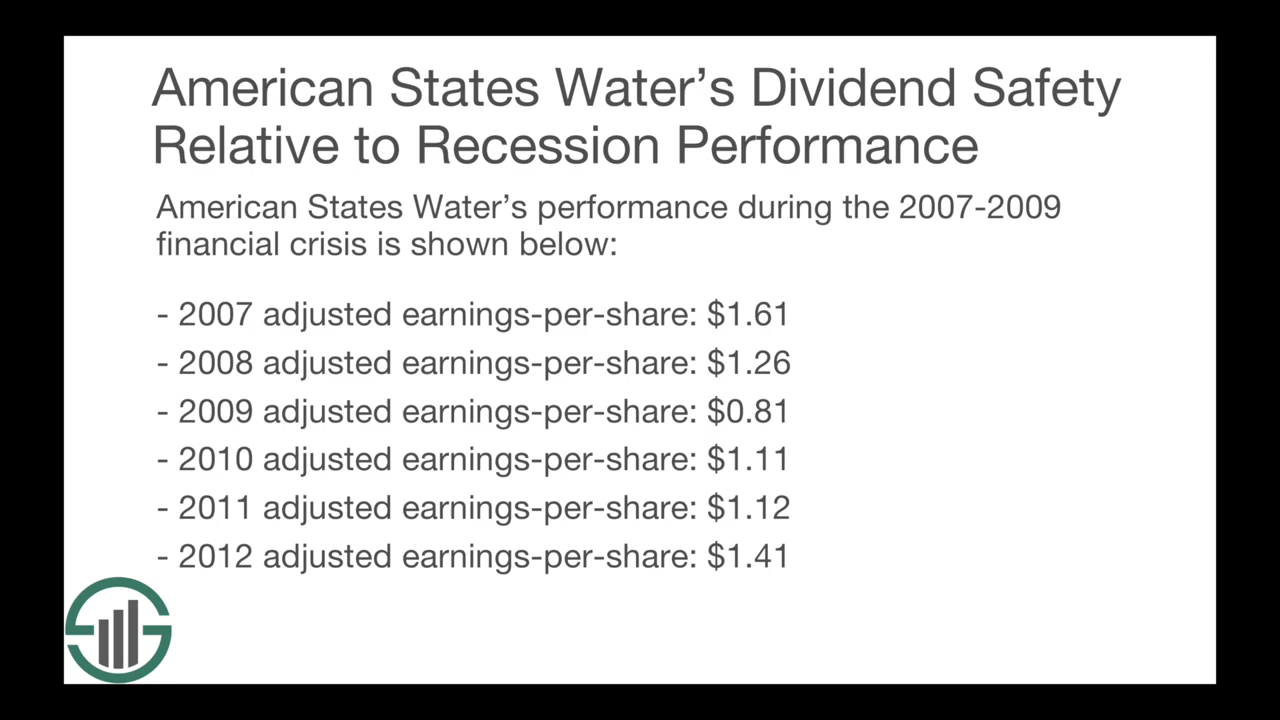 American States Water’s Dividend Safety
Relative to Recession Performance
American States Water’s performance during the 2007-2009
financial crisis is shown below:
- 2007 adjusted earnings-per-share: $1.61
- 2008 adjusted earnings-per-share: $1.26
- 2009 adjusted earnings-per-share: $0.81
- 2010 adjusted earnings-per-share: $1.11
- 2011 adjusted earnings-per-share: $1.12
- 2012 adjusted earnings-per-share: $1.41